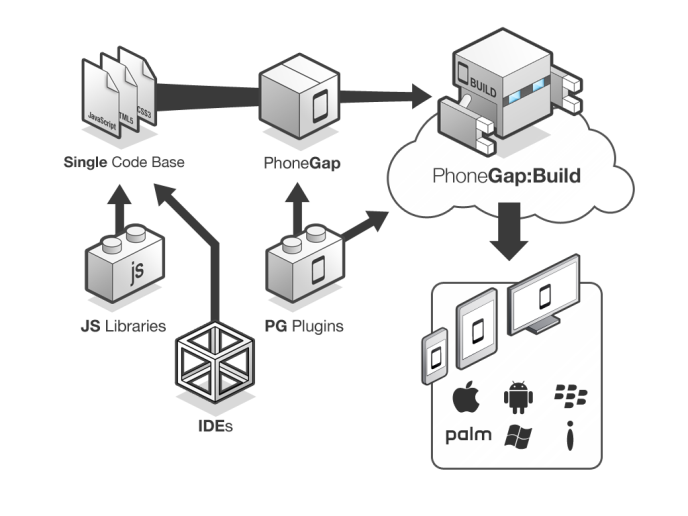 JavaScript
HTML5
CSS3
BUILD
Single Code Base
PhoneGap
PhoneGap:Build
js
JS Libraries
PG Plugins
IDEs
palm
i